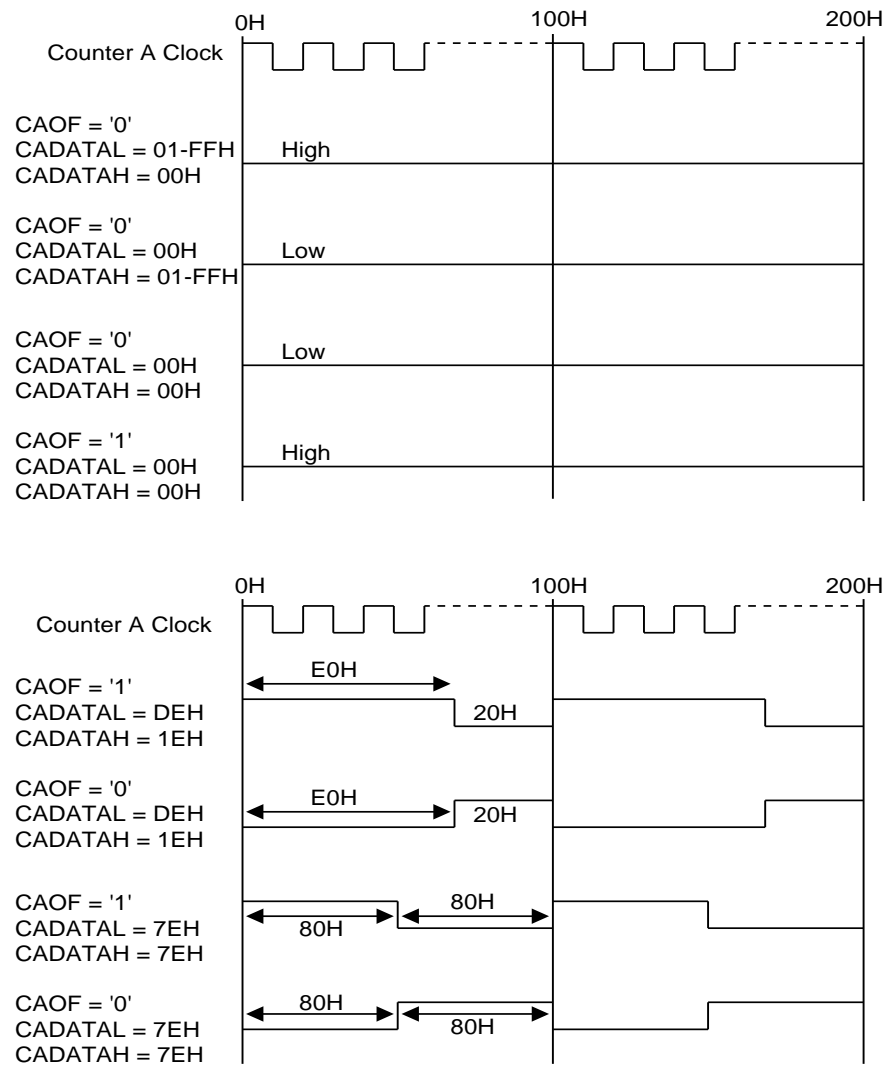 0H 100H 200H
Counter A Clock
CAOF = '0'
CADATAL = 01-FFH High
CADATAH = 00H
CAOF = '0'
CADATAL = 00H Low
CADATAH = 01-FFH
CAOF = '0'
CADATAL = 00H Low
CADATAH = 00H
CAOF = '1'
CADATAL = 00H High
CADATAH = 00H
0H 100H 200H
Counter A Clock
E0H
CAOF = '1'
CADATAL = DEH 20H
CADATAH = 1EH
CAOF = '0' E0H
CADATAL = DEH 20H
CADATAH = 1EH
CAOF = '1' 80H
CADATAL = 7EH 80H
CADATAH = 7EH
CAOF = '0' 80H
CADATAL = 7EH 80H
CADATAH = 7EH